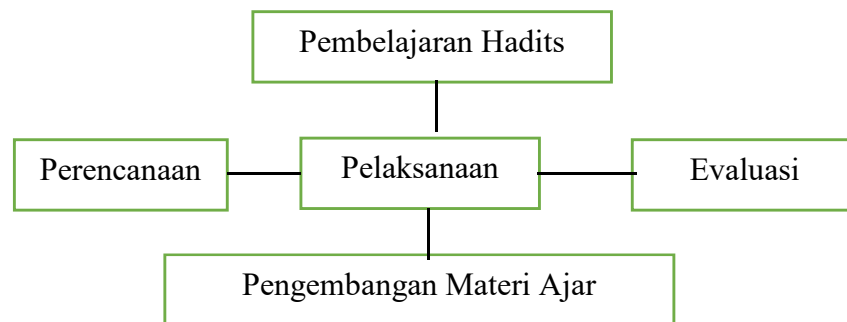 Pembelajaran Hadits
Perencanaan
Pelaksanaan
Evaluasi
Pengembangan Materi Ajar